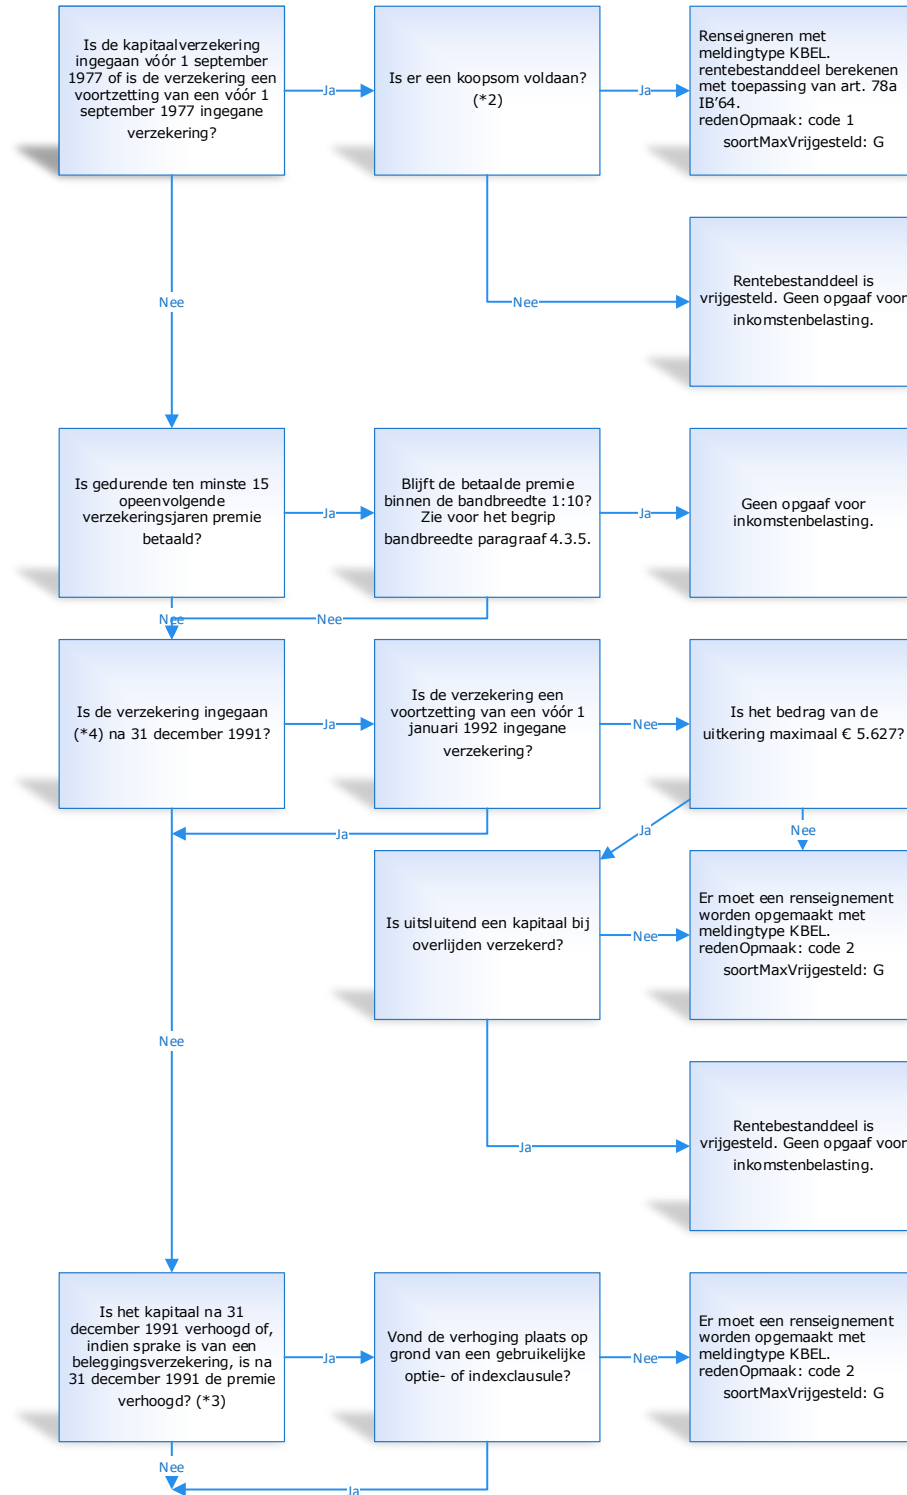 Is de kapitaalverzekering
ingegaan vóór 1 september
1977 of is de verzekering een
voortzetting van een vóór 1
september 1977 ingegane
verzekering?
Ja
Is er een koopsom voldaan?
(*2)
Ja
Renseigneren met
meldingtype KBEL.
rentebestanddeel berekenen
met toepassing van art. 78a
IB'64.
redenOpmaak: code 1
soortMaxVrijgesteld: G
Nee
Nee
Rentebestanddeel is
vrijgesteld. Geen opgaaf voor
inkomstenbelasting.
Is gedurende ten minste 15
opeenvolgende
verzekeringsjaren premie
betaald?
Ja
Blijft de betaalde premie
binnen de bandbreedte 1:10?
Zie voor het begrip
bandbreedte paragraaf 4.3.5.
Ja
Geen opgaaf voor
inkomstenbelasting.
Nee
Nee
Is de verzekering ingegaan
(*4) na 31 december 1991?
Ja
Is de verzekering een
voortzetting van een vóór 1
januari 1992 ingegane
verzekering?
Nee
Is het bedrag van de
uitkering maximaal € 5.627?
Ja
Ja
Nee
Is uitsluitend een kapitaal bij
overlijden verzekerd?
Nee
Er moet een renseignement
worden opgemaakt met
meldingtype KBEL.
redenOpmaak: code 2
soortMaxVrijgesteld: G
Nee
Ja
Rentebestanddeel is
vrijgesteld. Geen opgaaf voor
inkomstenbelasting.
Is het kapitaal na 31
december 1991 verhoogd of,
indien sprake is van een
beleggingsverzekering, is na
31 december 1991 de premie
verhoogd? (*3)
Ja
Vond de verhoging plaats op
grond van een gebruikelijke
optie- of indexclausule?
Nee
Er moet een renseignement
worden opgemaakt met
meldingtype KBEL.
redenOpmaak: code 2
soortMaxVrijgesteld: G
Nee
Ja